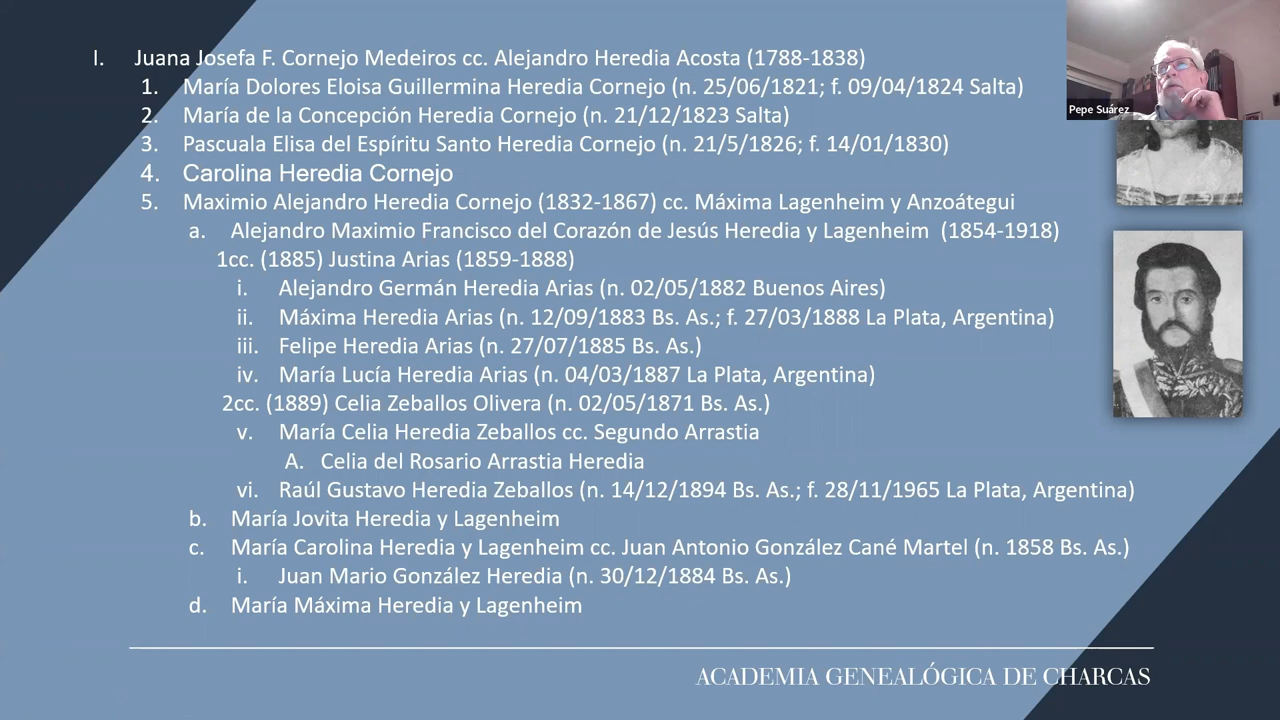 I. Juana Josefa F. Cornejo Medeiros cc. Alejandro Heredia Acosta (1788-1838)
1. María Dolores Eloisa Guillermina Heredia Cornejo (n. 25/06/1821; f. 09/04/1824 Salta)
2. María de la Concepción Heredia Cornejo (n. 21/12/1823 Salta)
3. Pascuala Elisa del Espíritu Santo Heredia Cornejo (n. 21/5/1826; f. 14/01/1830)
4. Carolina Heredia Cornejo
5. Maximio Alejandro Heredia Cornejo (1832-1867) cc. Máxima Lagenheim y Anzoátegui
a. Alejandro Maximio Francisco del Corazón de Jesús Heredia y Lagenheim (1854-1918)
1cc. (1885) Justina Arias (1859-1888)
i. Alejandro Germán Heredia Arias (n. 02/05/1882 Buenos Aires)
ii. Máxima Heredia Arias (n. 12/09/1883 Bs. As.; f. 27/03/1888 La Plata, Argentina)
iii. Felipe Heredia Arias (n. 27/07/1885 Bs. As.)
iv. María Lucía Heredia Arias (n. 04/03/1887 La Plata, Argentina)
2cc. (1889) Celia Zeballos Olivera (n. 02/05/1871 Bs. As.)
v. María Celia Heredia Zeballos cc. Segundo Arrastia
A. Celia del Rosario Arrastia Heredia
vi. Raúl Gustavo Heredia Zeballos (n. 14/12/1894 Bs. As.; f. 28/11/1965 La Plata, Argentina)
b. María Jovita Heredia y Lagenheim
c. María Carolina Heredia y Lagenheim cc. Juan Antonio González Cané Martel (n. 1858 Bs. As.)
i. Juan Mario González Heredia (n. 30/12/1884 Bs. As.)
d. María Máxima Heredia y Lagenheim
ACADEMIA GENEALÓGICA DE CHARCAS
Pepe Suárez